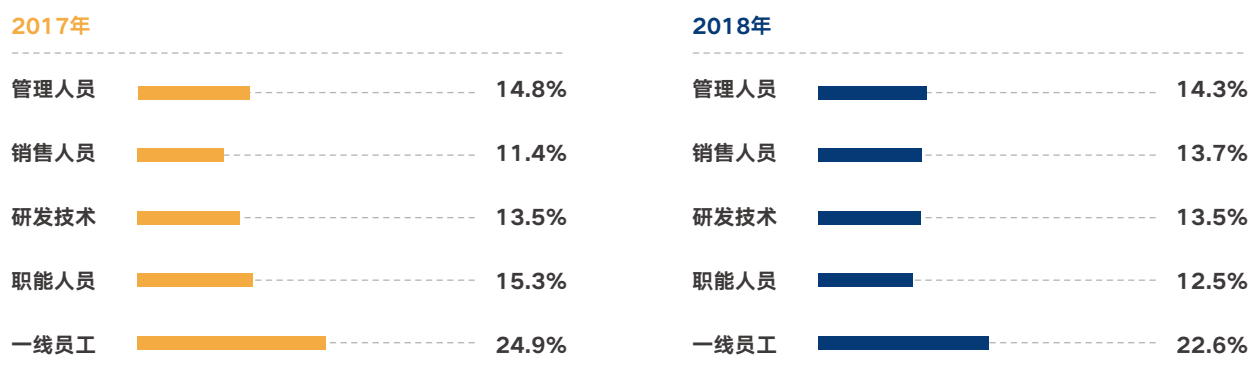 2017年
管理人员 14.8%
销售人员 11.4%
研发技术 13.5%
职能人员 15.3%
一线员工 24.9%
2018年
管理人员 14.3%
销售人员 13.7%
研发技术 13.5%
职能人员 12.5%
一线员工 22.6%